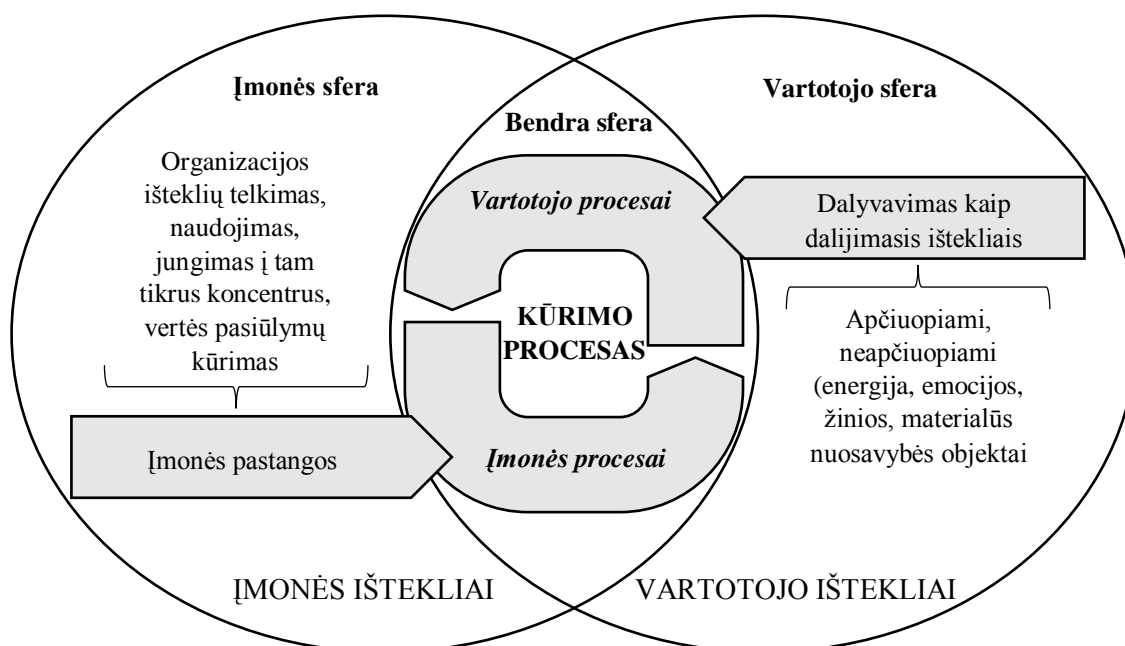 Įmonės sfera
Organizacijos
išteklių telkimas,
naudojimas,
jungimas į tam
tikrus koncentrus,
vertės pasiūlymų
kūrimas
Įmonės pastangos
ĮMONĖS IŠTEKLIAI
Bendra sfera
Vartotojo procesai
KŪRIMO
PROCESAS
Įmonės procesai
Vartotojo sfera
Dalyvavimas kaip
dalijimasis ištekliais
Apčiuopiami,
neapčiuopiami
(energija, emocijos,
žinios, materialūs
nuosavybės objektai
VARTOTOJO IŠTEKLIAI